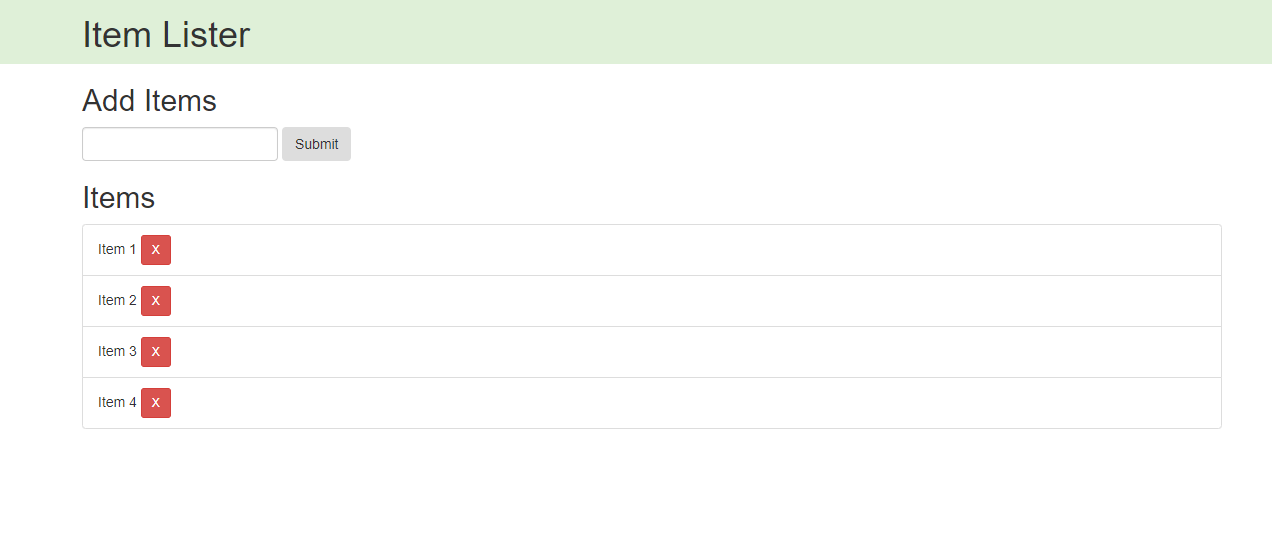 Item Lister
Add Items
Submit
Items
Item 1 X
Item 2 X
Item 3 X
Item 4 X